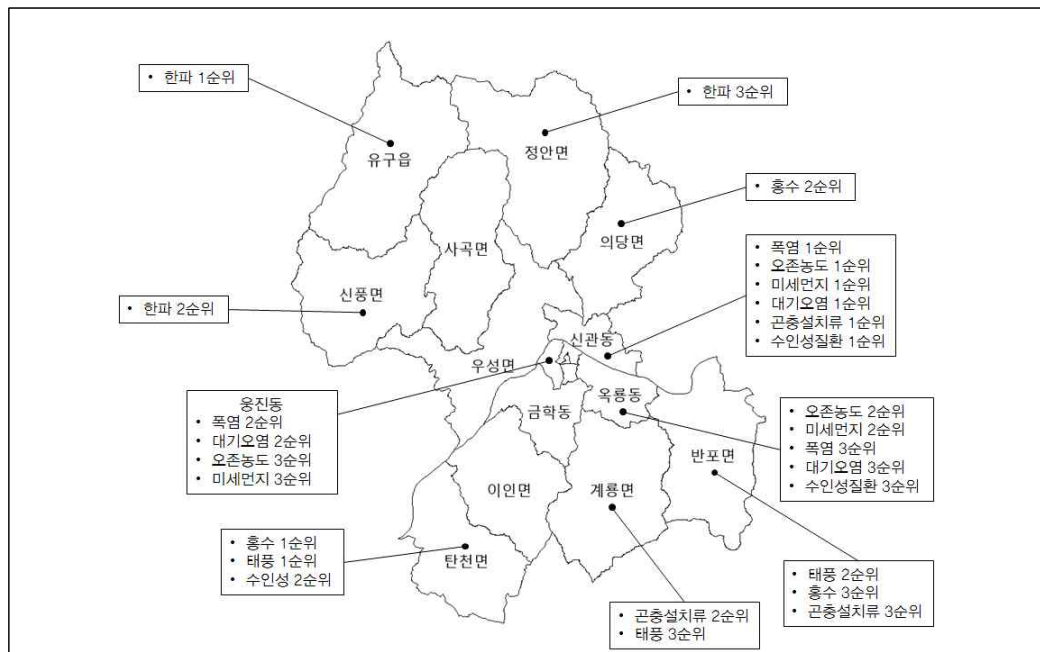 • 한파 1순위
• 한파 3순위
유구읍
정안면
• 홍수 2순위
의당면
사곡면
• 폭염 1순위
• 오존농도 1순위
• 미세먼지 1순위
• 대기오염 1순위
• 곤충설치류 1순위
• 수인성질환 1순위
신풍면
• 한파 2순위
신관동
우성면
웅진동
• 폭염 2순위
• 대기오염 2순위
• 오존농도 3순위
• 미세먼지 3순위
금학동
옥룡동
• 오존농도 2순위
• 미세먼지 2순위
• 폭염 3순위
• 대기오염 3순위
• 수인성질환 3순위
반포면
이인면
계룡면
• 홍수 1순위
• 태풍 1순위
• 수인성 2순위
탄천면
• 태풍 2순위
• 홍수 3순위
• 곤충설치류 3순위
• 곤충설치류 2순위
• 태풍 3순위